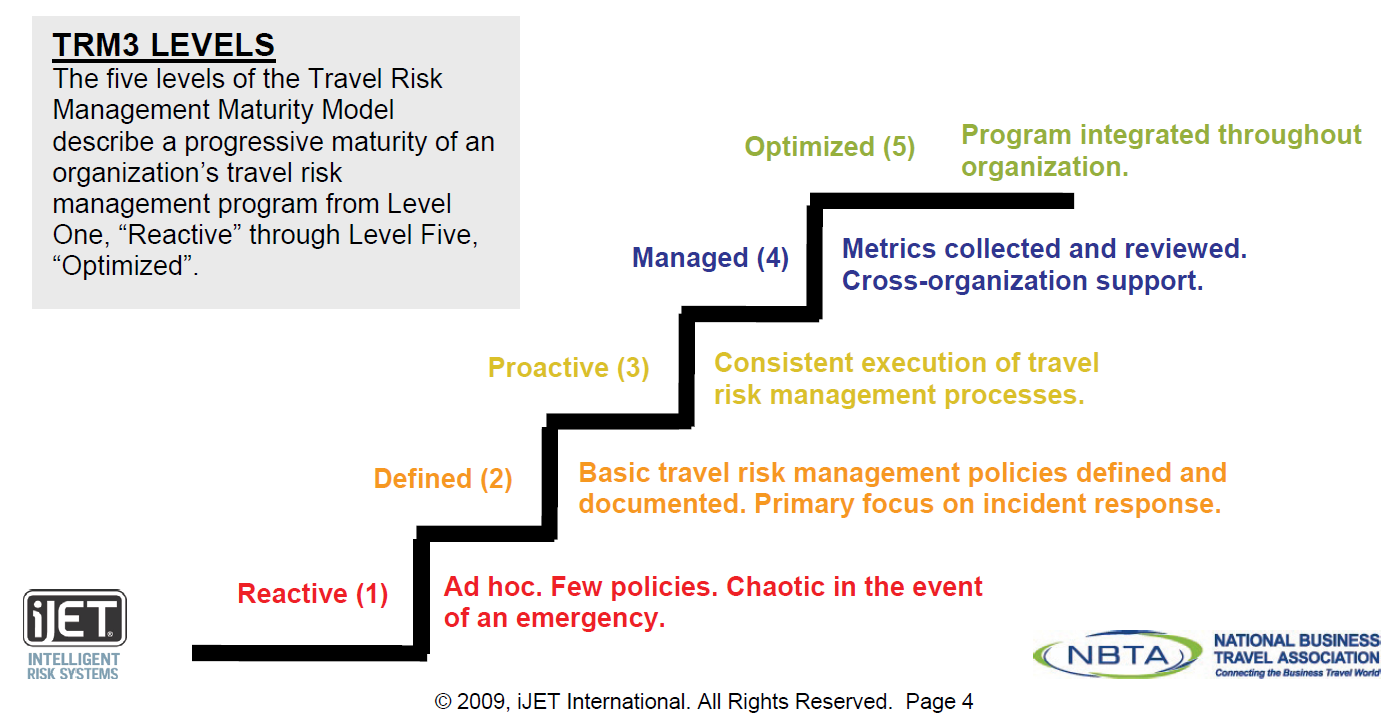 TRM3 LEVELS
The five levels of the Travel Risk
Management Maturity Model
describe a progressive maturity of an
organization’s travel risk
management program from Level
One, “Reactive” through Level Five,
“Optimized”.
Optimized (5)
Program integrated throughout
organization.
Managed (4)
Metrics collected and reviewed.
Cross-organization support.
Proactive (3)
Consistent execution of travel
risk management processes.
Defined (2)
Basic travel risk management policies defined and
documented. Primary focus on incident response.
Reactive (1)
Ad hoc. Few policies. Chaotic in the event
of an emergency.
iJET®
INTELLIGENT
RISK SYSTEMS
NBTA
NATIONAL BUSINESS
TRAVEL ASSOCIATION
Connecting the Business Travel World
© 2009, iJET International. All Rights Reserved. Page 4